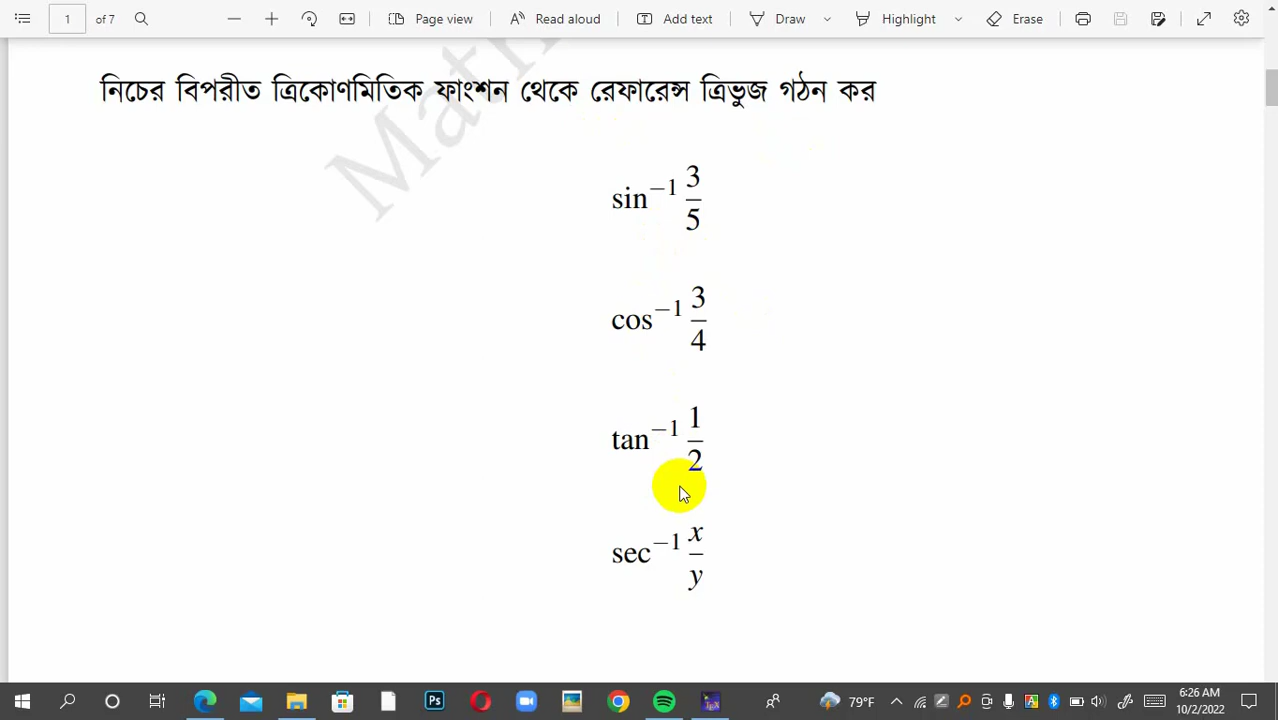 1 of 7 Page view Read aloud Add text Draw Highlight Erase
Math
নিচের বিপরীত ত্রিকোণমিতিক ফাংশন থেকে রেফারেন্স ত্রিভুজ গঠন কর
sin⁻¹ 3/5
cos⁻¹ 3/4
tan⁻¹ 1/2
sec⁻¹ x/y
79°F 6:26 AM
10/2/2022